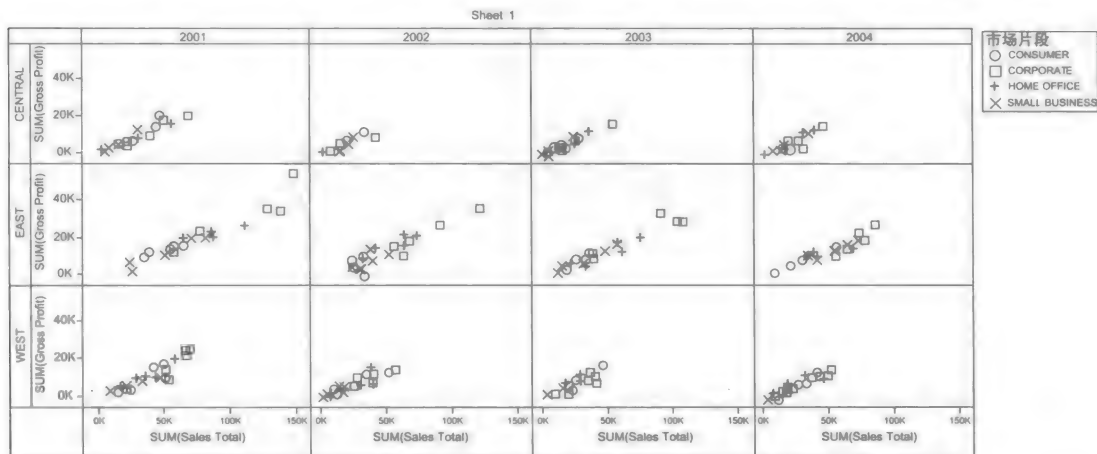 Sheet 1
2001 2002 2003 2004
市场片段
CONSUMER
CORPORATE
HOME OFFICE
SMALL BUSINESS
CENTRAL
SUM(Gross Profit)
40K
20K
0K
EAST
SUM(Gross Profit)
40K
20K
0K
WEST
SUM(Gross Profit)
40K
20K
0K
0K 50K 100K 150K 0K 50K 100K 150K 0K 50K 100K 150K 0K 50K 100K 150K
SUM(Sales Total) SUM(Sales Total) SUM(Sales Total) SUM(Sales Total)